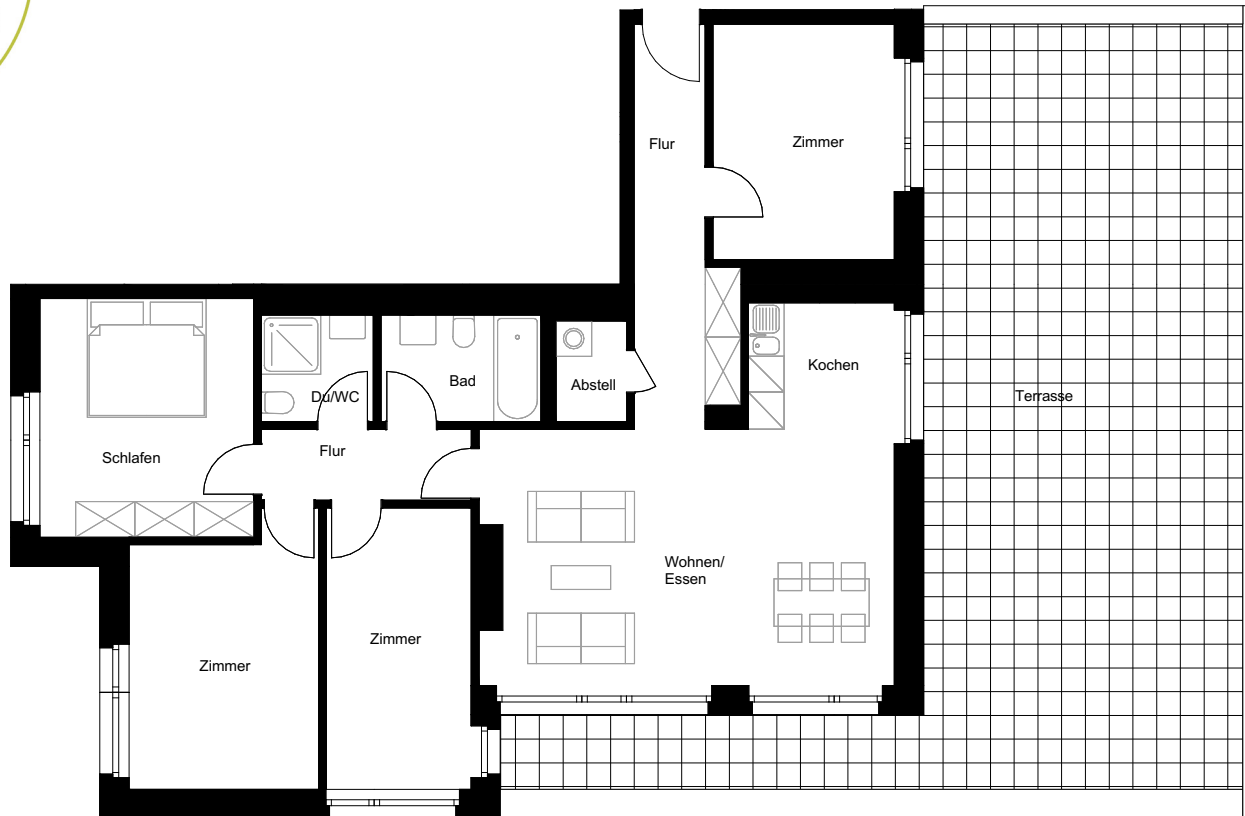 Flur
Zimmer
Kochen
Bad
Abstell
Du/WC
Terrasse
Flur
Schlafen
Wohnen/
Essen
Zimmer
Zimmer